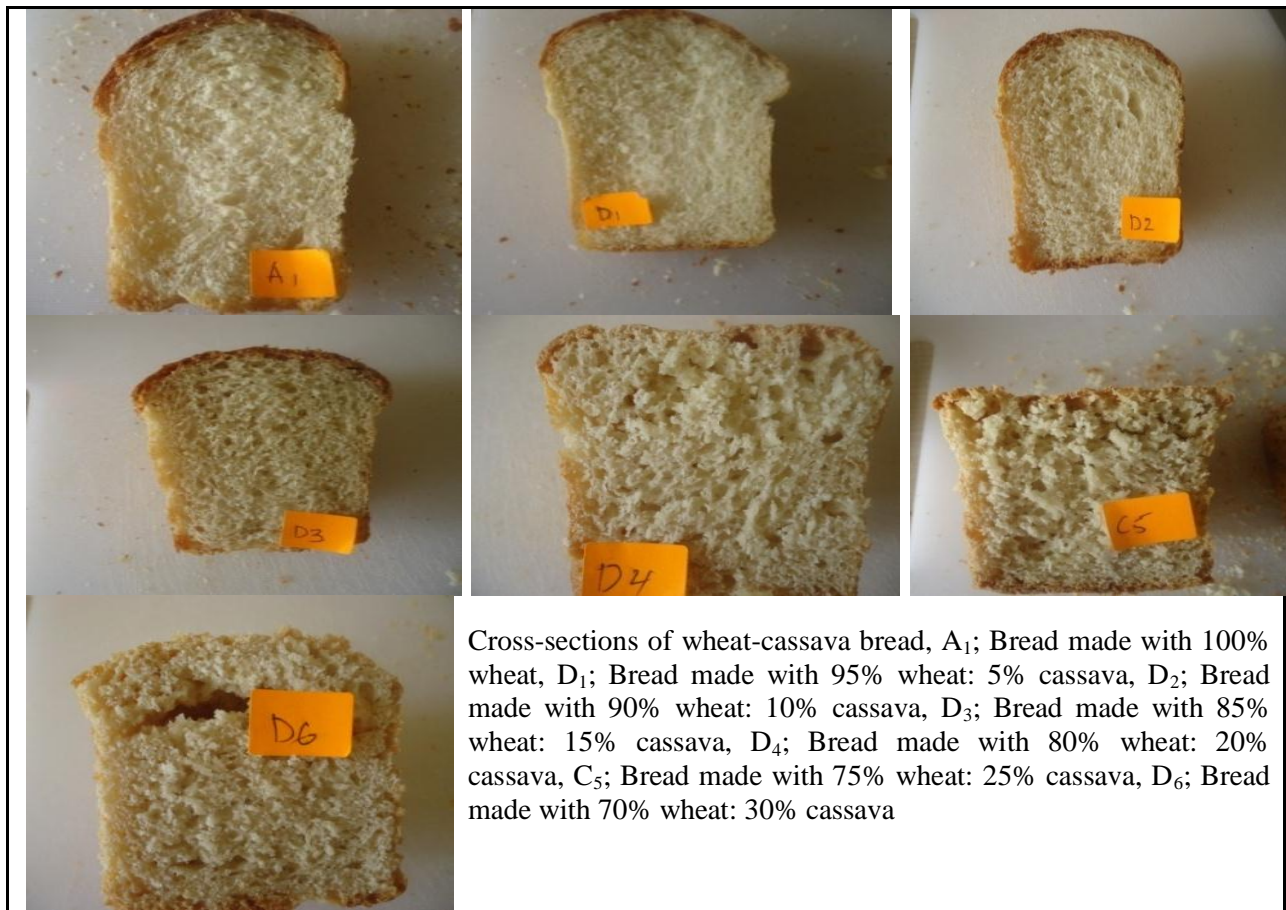 A1
D1
D2
D3
D4
C5
D6
Cross-sections of wheat-cassava bread, A₁; Bread made with 100%
wheat, D₁; Bread made with 95% wheat: 5% cassava, D₂; Bread
made with 90% wheat: 10% cassava, D₃; Bread made with 85%
wheat: 15% cassava, D₄; Bread made with 80% wheat: 20%
cassava, C₅; Bread made with 75% wheat: 25% cassava, D₆; Bread
made with 70% wheat: 30% cassava